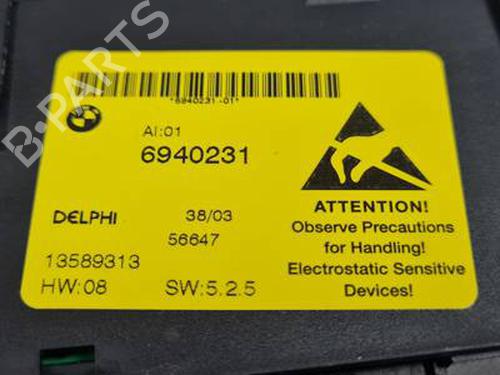 B-PARTS
*6940231-01*
AI:01
6940231
DELPHI
38/03
56647
13589313
HW:08
SW:5.2.5
ATTENTION!
Observe Precautions
for Handling!
Electrostatic Sensitive
Devices!